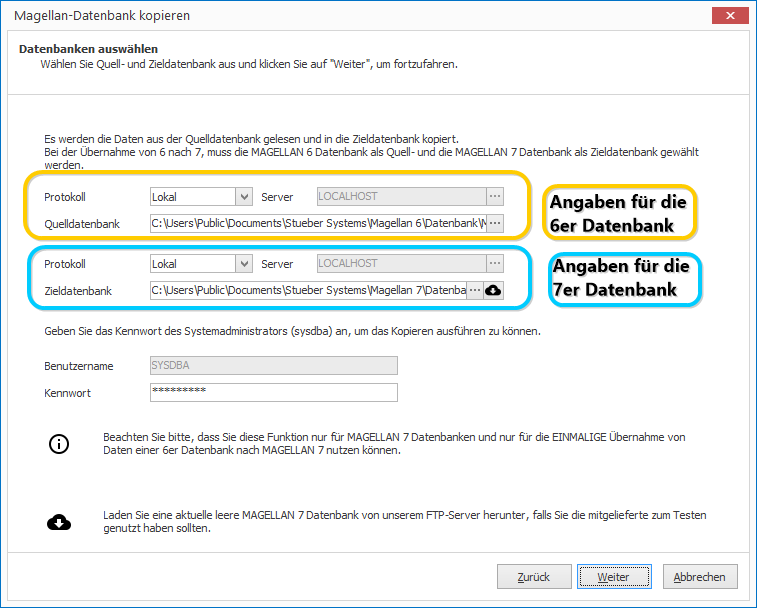 Magellan-Datenbank kopieren
Datenbanken auswählen
Wählen Sie Quell- und Zieldatenbank aus und klicken Sie auf "Weiter", um fortzufahren.
Es werden die Daten aus der Quelldatenbank gelesen und in die Zieldatenbank kopiert.
Bei der Übernahme von 6 nach 7, muss die MAGELLAN 6 Datenbank als Quell- und die MAGELLAN 7 Datenbank als Zieldatenbank gewählt
werden.
Protokoll Lokal Server LOCALHOST ...
Quelldatenbank C:\Users\Public\Documents\Stueber Systems\Magellan 6\Datenbank\M ...
Angaben für die
6er Datenbank
Protokoll Lokal Server LOCALHOST ...
Zieldatenbank C:\Users\Public\Documents\Stueber Systems\Magellan 7\Datenba ...
Angaben für die
7er Datenbank
Geben Sie das Kennwort des Systemadministrators (sysdba) an, um das Kopieren ausführen zu können.
Benutzername SYSDBA
Kennwort *********
Beachten Sie bitte, dass Sie diese Funktion nur für MAGELLAN 7 Datenbanken und nur für die EINMALIGE Übernahme von
Daten einer 6er Datenbank nach MAGELLAN 7 nutzen können.
Laden Sie eine aktuelle leere MAGELLAN 7 Datenbank von unserem FTP-Server herunter, falls Sie die mitgelieferte zum Testen
genutzt haben sollten.
Zurück Weiter Abbrechen